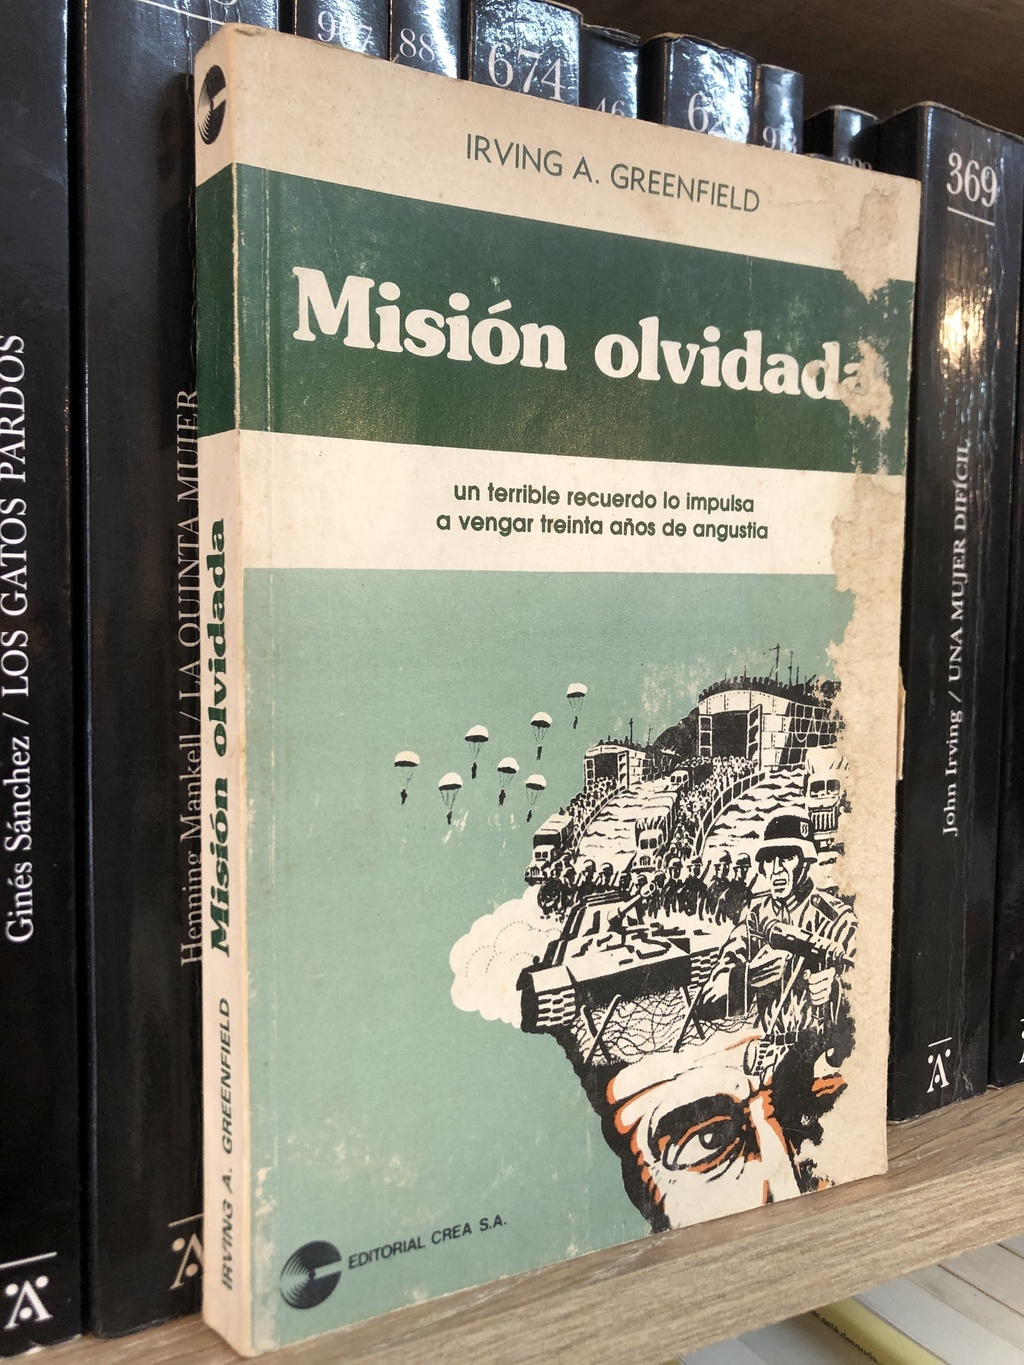 IRVING A. GREENFIELD
Misión olvidada
un terrible recuerdo lo impulsa
a vengar treinta años de angustia
EDITORIAL CREA S.A.
IRVING A. GREENFIELD Misión olvidada
Ginés Sánchez / LOS GATOS PARDOS
Henning Mankell / LA QUINTA MUJER
674
369
John Irving / UNA MUJER DIFÍCIL
A
A
A